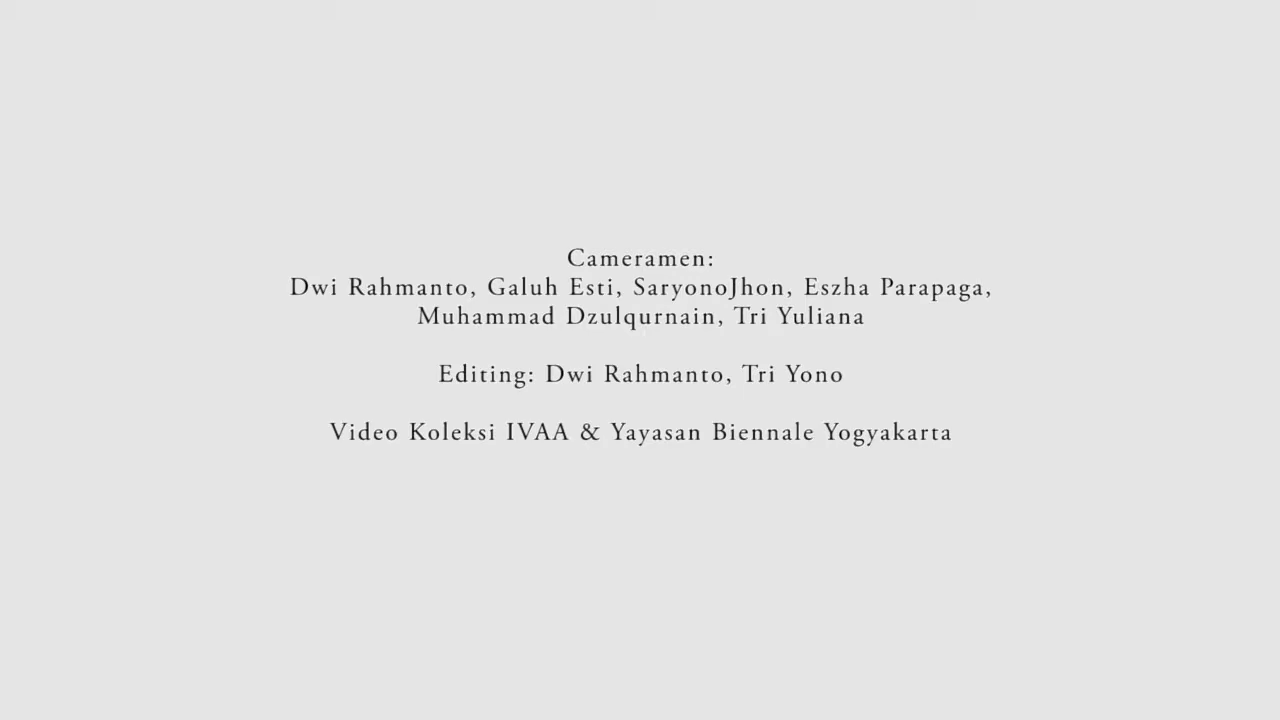 Cameramen:
Dwi Rahmanto, Galuh Esti, SaryonoJhon, Eszha Parapaga,
Muhammad Dzulqurnain, Tri Yuliana
Editing: Dwi Rahmanto, Tri Yono
Video Koleksi IVAA & Yayasan Biennale Yogyakarta